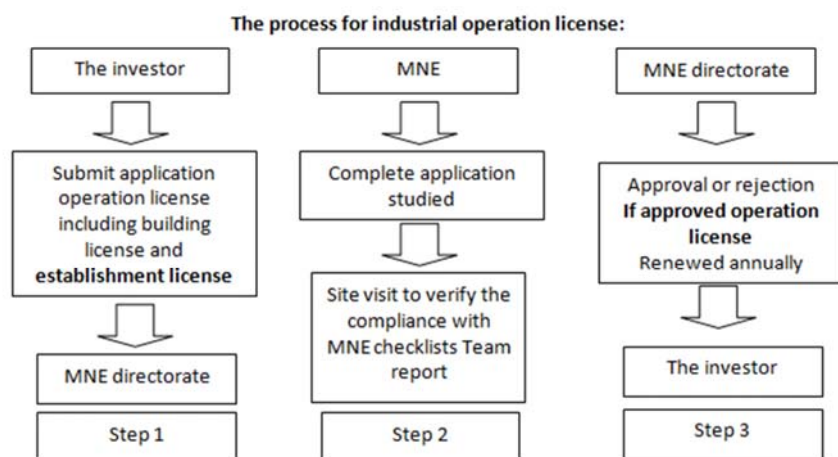 The process for industrial operation license:
The investor
Submit application
operation license
including building
license and
establishment license
MNE directorate
Step 1
MNE
Complete application
studied
Site visit to verify the
compliance with
MNE checklists Team
report
Step 2
MNE directorate
Approval or rejection
If approved operation
license
Renewed annually
The investor
Step 3